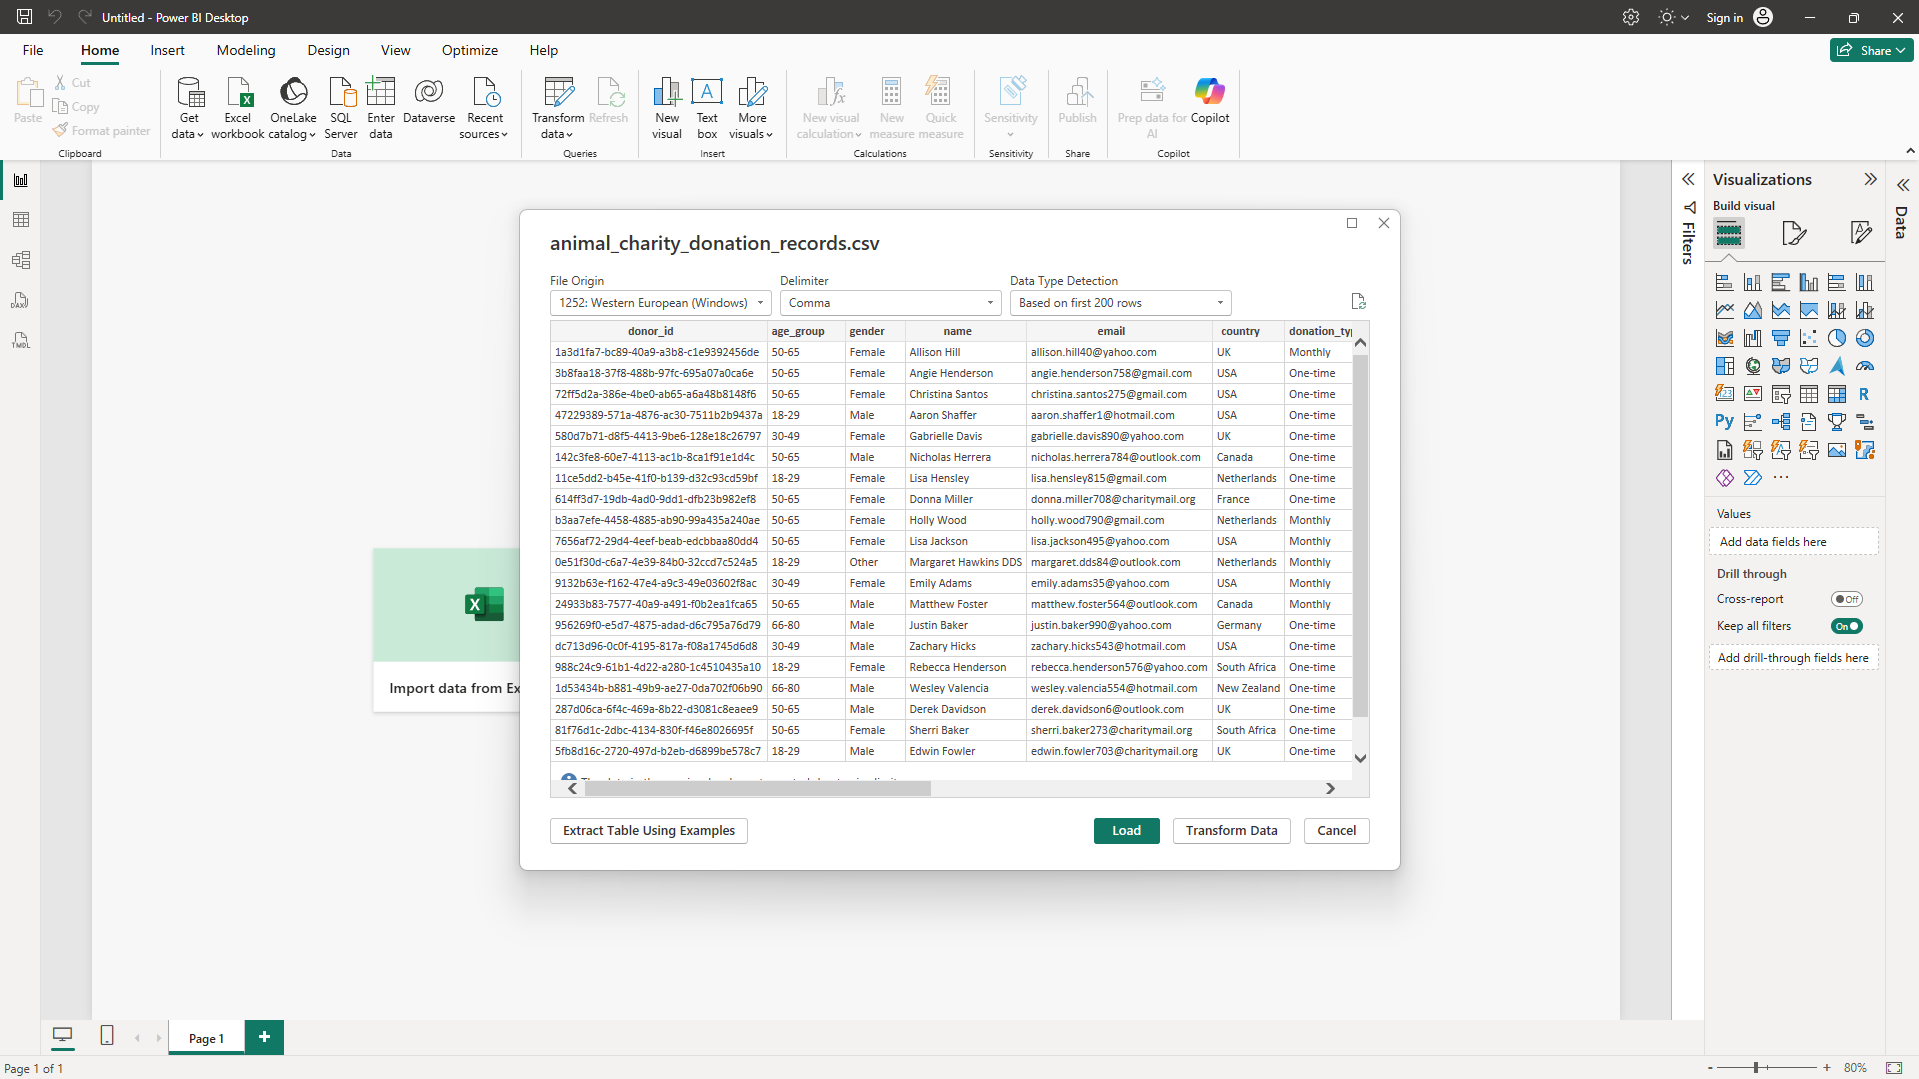 Untitled - Power BI Desktop
Sign in
File Home Insert Modeling Design View Optimize Help
Share
Paste
Cut
Copy
Format painter
Clipboard
Get data
Excel workbook
OneLake catalog
SQL Server
Enter data
Dataverse
Recent sources
Data
Transform data
Refresh
Queries
New visual
Text box
More visuals
Insert
New visual calculation
New measure
Quick measure
Calculations
Sensitivity
Sensitivity
Publish
Share
Prep data for AI
Copilot
Copilot
Import data from Ex
animal_charity_donation_records.csv
File Origin
1252: Western European (Windows)
Delimiter
Comma
Data Type Detection
Based on first 200 rows
donor_id age_group gender name email country donation_typ
1a3d1fa7-bc89-40a9-a3b8-c1e9392456de 50-65 Female Allison Hill allison.hill40@yahoo.com UK Monthly
3b8faa18-37f8-488b-97fc-695a07a0ca6e 50-65 Female Angie Henderson angie.henderson758@gmail.com USA One-time
72ff5d2a-386e-4be0-ab65-a6a48b8148f6 50-65 Female Christina Santos christina.santos275@gmail.com USA One-time
47229389-571a-4876-ac30-7511b2b9437a 18-29 Male Aaron Shaffer aaron.shaffer1@hotmail.com USA One-time
580d7b71-d8f5-4413-9be6-128e18c26797 30-49 Female Gabrielle Davis gabrielle.davis890@yahoo.com UK One-time
142c3fe8-60e7-4113-ac1b-8ca1f91e1d4c 50-65 Male Nicholas Herrera nicholas.herrera784@outlook.com Canada One-time
11ce5dd2-b45e-41f0-b139-d32c93cd59bf 18-29 Female Lisa Hensley lisa.hensley815@gmail.com Netherlands One-time
614ff3d7-19db-4ad0-9dd1-dfb23b982ef8 50-65 Female Donna Miller donna.miller708@charitymail.org France One-time
b3aa7efe-4458-4885-ab90-99a435a240ae 50-65 Female Holly Wood holly.wood790@gmail.com Netherlands Monthly
7656af72-29d4-4eef-beab-edcbbaa80dd4 50-65 Female Lisa Jackson lisa.jackson495@yahoo.com USA Monthly
0e51f30d-c6a7-4e39-84b0-32ccd7c524a5 18-29 Other Margaret Hawkins DDS margaret.dds84@outlook.com Netherlands Monthly
9132b63e-f162-47e4-a9c3-49e03602f8ac 30-49 Female Emily Adams emily.adams35@yahoo.com USA Monthly
24933b83-7577-40a9-a491-f0b2ea1fca65 50-65 Male Matthew Foster matthew.foster564@outlook.com Canada Monthly
956269f0-e5d7-4875-adad-d6c795a76d79 66-80 Male Justin Baker justin.baker990@yahoo.com Germany One-time
dc713d96-0c0f-4195-817a-f08a1745d6d8 30-49 Male Zachary Hicks zachary.hicks543@hotmail.com USA One-time
988c24c9-61b1-4d22-a280-1c4510435a10 18-29 Female Rebecca Henderson rebecca.henderson576@yahoo.com South Africa One-time
1d53434b-b881-49b9-ae27-0da702f06b90 66-80 Male Wesley Valencia wesley.valencia554@hotmail.com New Zealand One-time
287d06ca-6f4c-469a-8b22-d3081c8eaee9 50-65 Male Derek Davidson derek.davidson6@outlook.com UK One-time
81f76d1c-2dbc-4134-830f-f46e8026695f 50-65 Female Sherri Baker sherri.baker273@charitymail.org South Africa One-time
5fb8d16c-2720-497d-b2eb-d6899be578c7 18-29 Male Edwin Fowler edwin.fowler703@charitymail.org UK One-time
Extract Table Using Examples
Load
Transform Data
Cancel
Filters
Visualizations
Build visual
Values
Add data fields here
Drill through
Cross-report
Off
Keep all filters
On
Add drill-through fields here
Data
Page 1
Page 1 of 1
80%